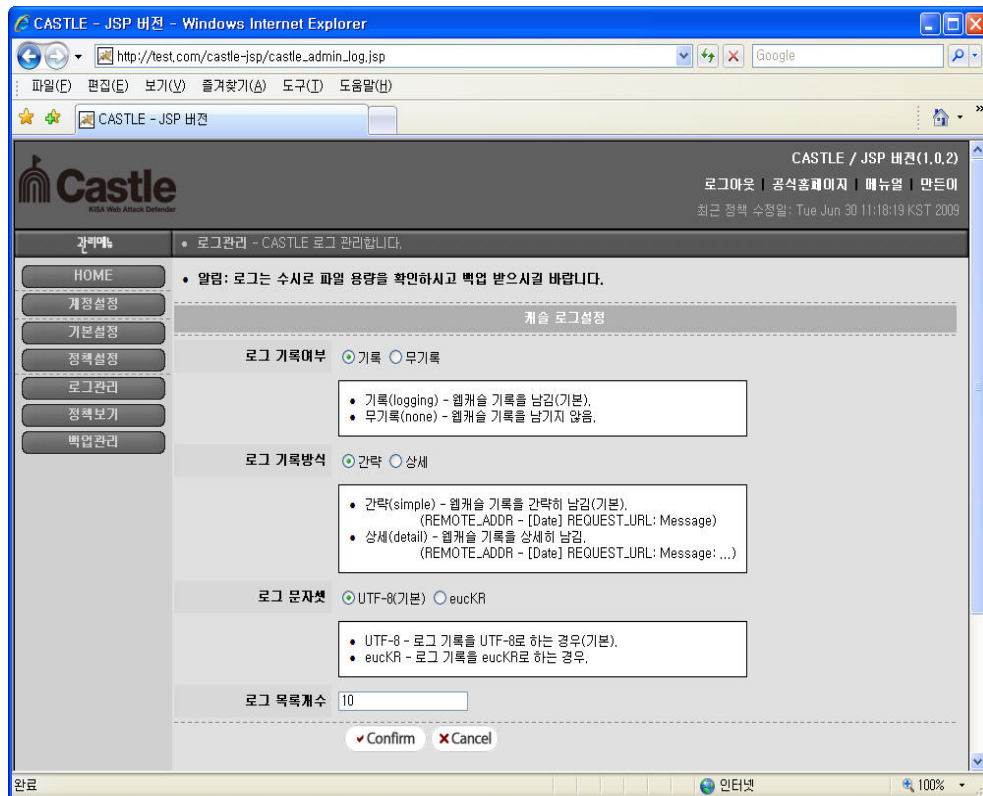 CASTLE - JSP 버전 - Windows Internet Explorer
http://test.com/castle-jsp/castle_admin_log.jsp
Google
파일(F) 편집(E) 보기(V) 즐겨찾기(A) 도구(T) 도움말(H)
CASTLE - JSP 버전
Castle
KISA Web Attack Defender
CASTLE / JSP 버전(1.0.2)
로그아웃 | 공식홈페이지 | 메뉴얼 | 만든이
최근 정책 수정일: Tue Jun 30 11:18:19 KST 2009
관리메뉴
• 로그관리 - CASTLE 로그 관리합니다.
HOME
계정설정
기본설정
정책설정
로그관리
정책보기
백업관리
• 알림: 로그는 수시로 파일 용량을 확인하시고 백업 받으시길 바랍니다.
캐슬 로그설정
로그 기록여부 기록 무기록
• 기록(logging) - 웹캐슬 기록을 남김(기본).
• 무기록(none) - 웹캐슬 기록을 남기지 않음.
로그 기록방식 간략 상세
• 간략(simple) - 웹캐슬 기록을 간략히 남김(기본).
(REMOTE_ADDR - [Date] REQUEST_URL: Message)
• 상세(detail) - 웹캐슬 기록을 상세히 남김.
(REMOTE_ADDR - [Date] REQUEST_URL: Message: ...)
로그 문자셋 UTF-8(기본) eucKR
• UTF-8 - 로그 기록을 UTF-8로 하는 경우(기본).
• eucKR - 로그 기록을 eucKR로 하는 경우.
로그 목록개수 10
Confirm Cancel
완료 인터넷 100%